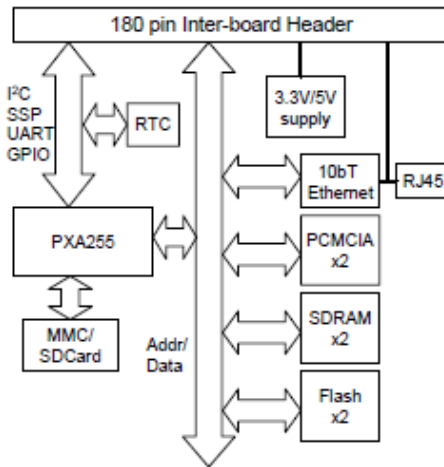 180 pin Inter-board Header
I²C
SSP
UART
GPIO
RTC
3.3V/5V
supply
10bT
Ethernet
RJ45
PXA255
PCMCIA
x2
MMC/
SDCard
Addr/
Data
SDRAM
x2
Flash
x2